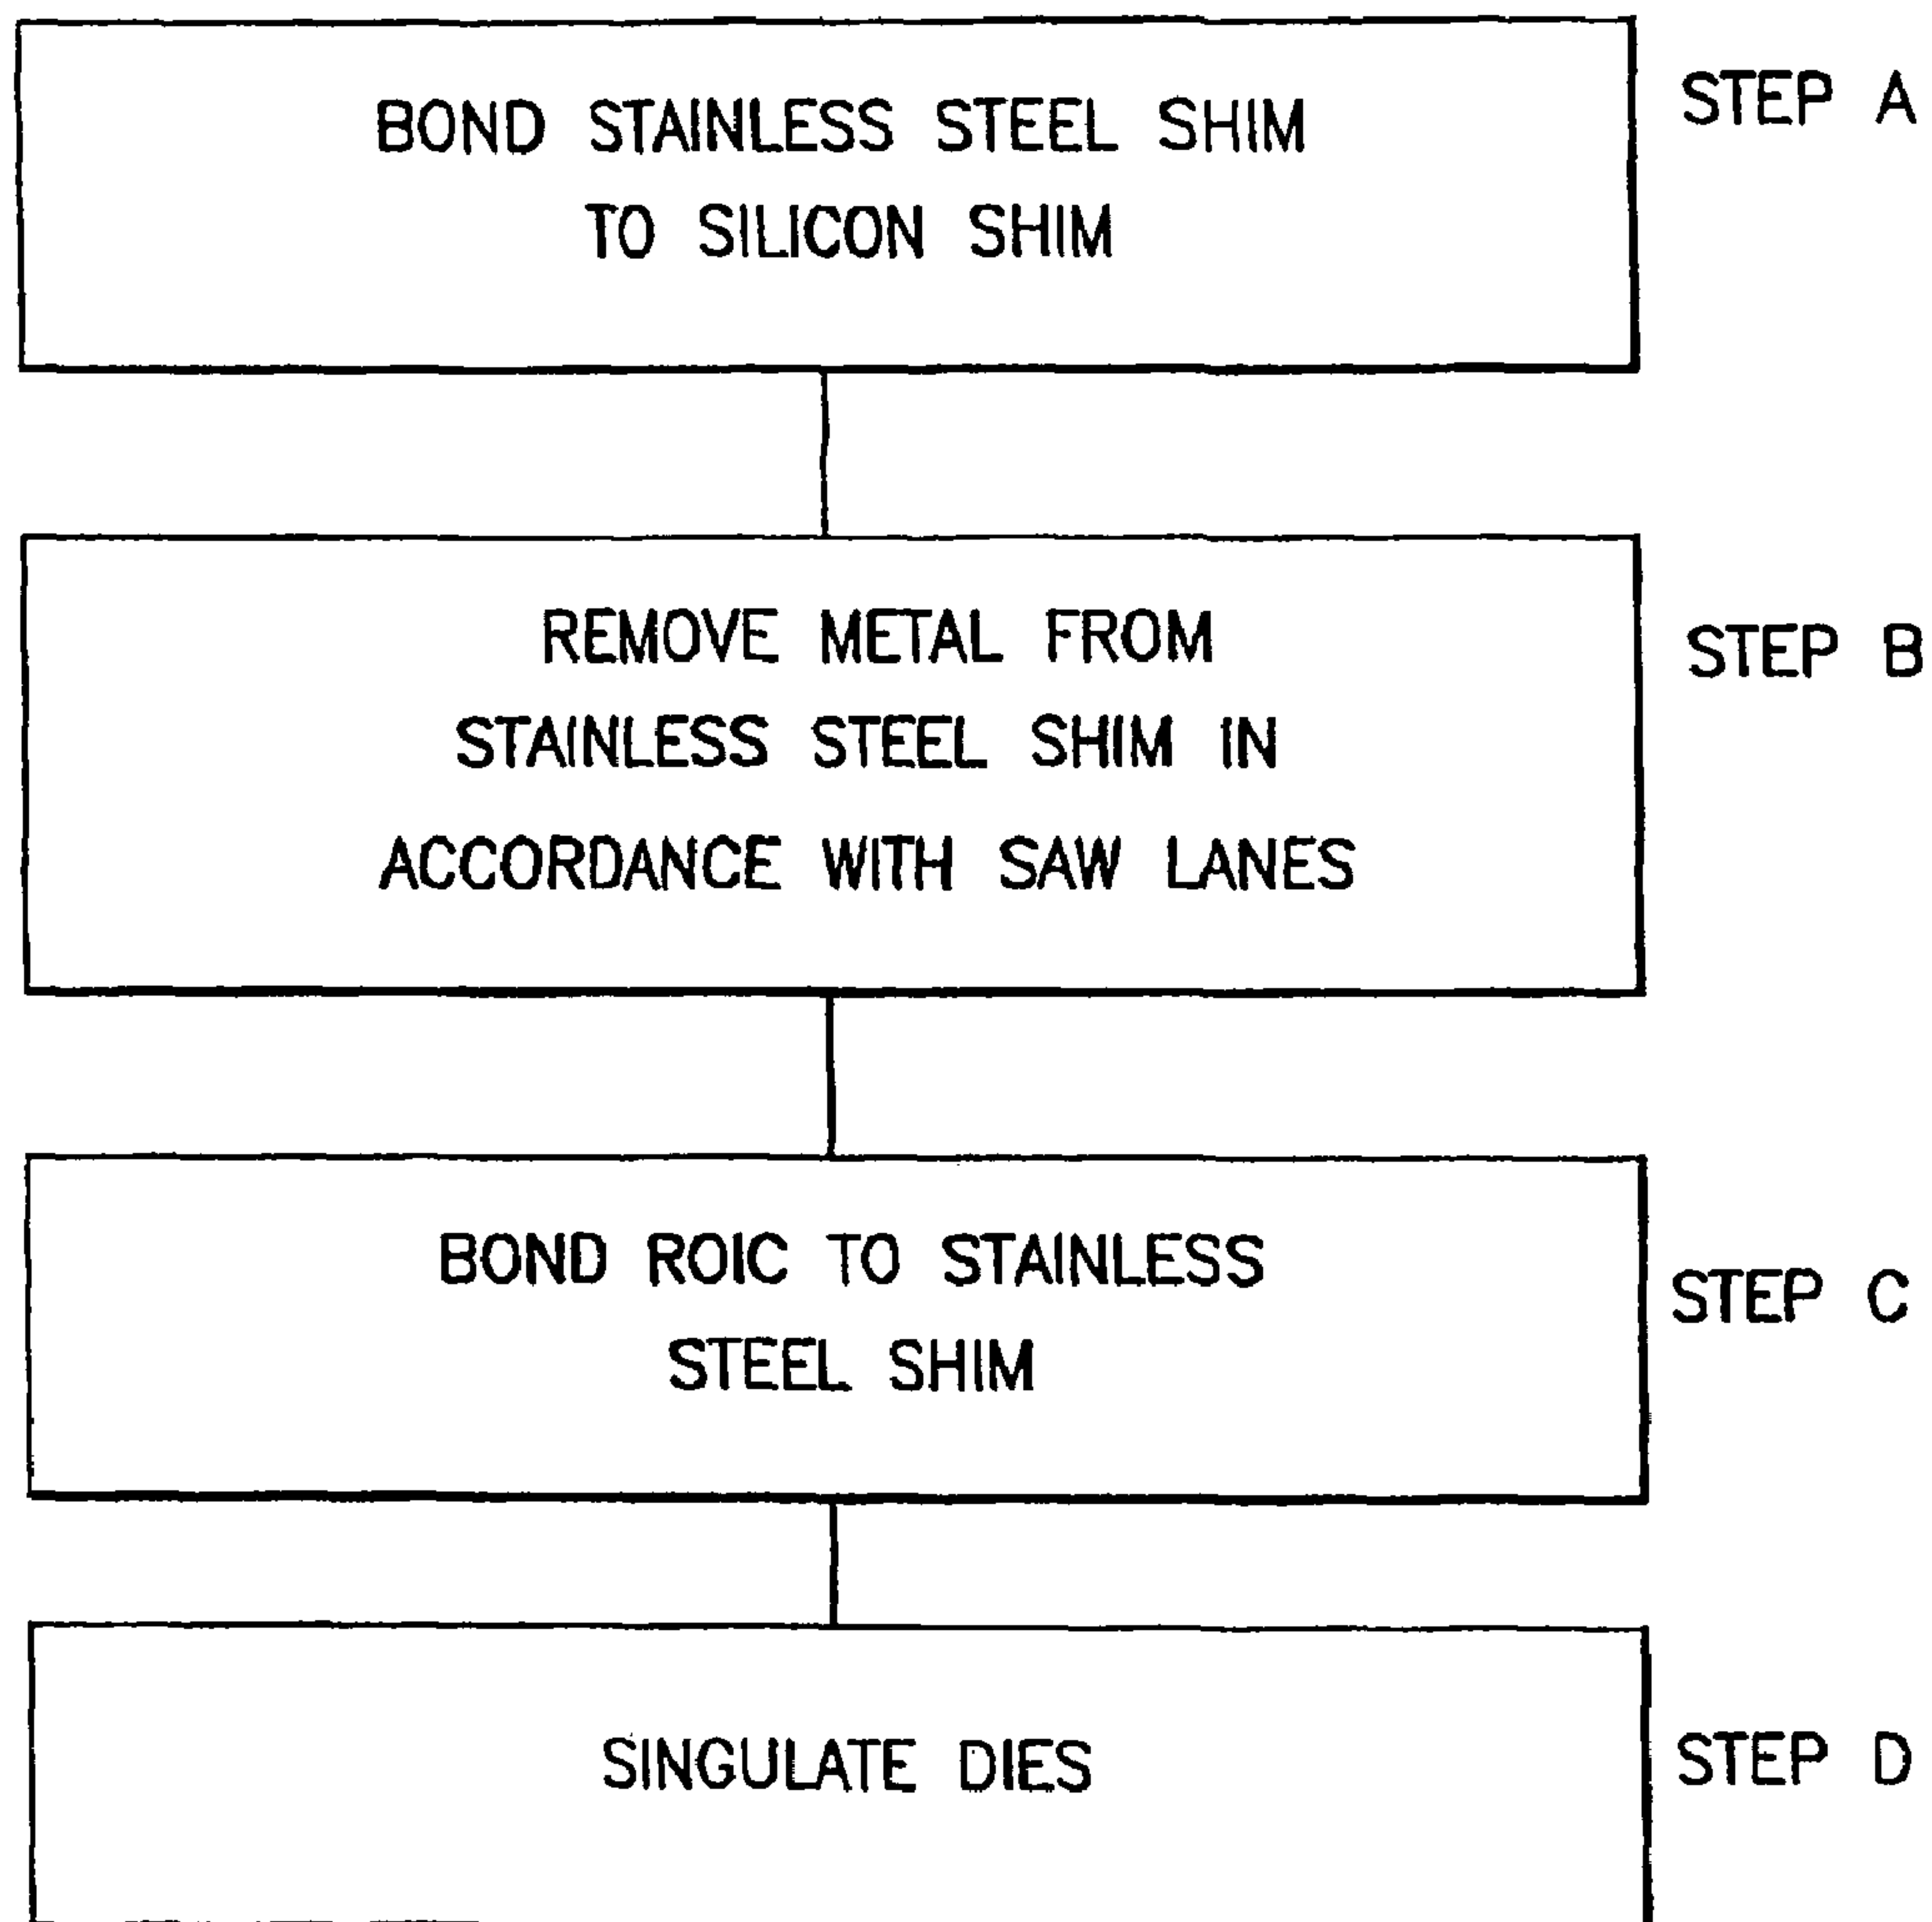 BOND STAINLESS STEEL SHIM
TO SILICON SHIM
STEP A
REMOVE METAL FROM
STAINLESS STEEL SHIM IN
ACCORDANCE WITH SAW LANES
STEP B
BOND ROIC TO STAINLESS
STEEL SHIM
STEP C
SINGULATE DIES
STEP D